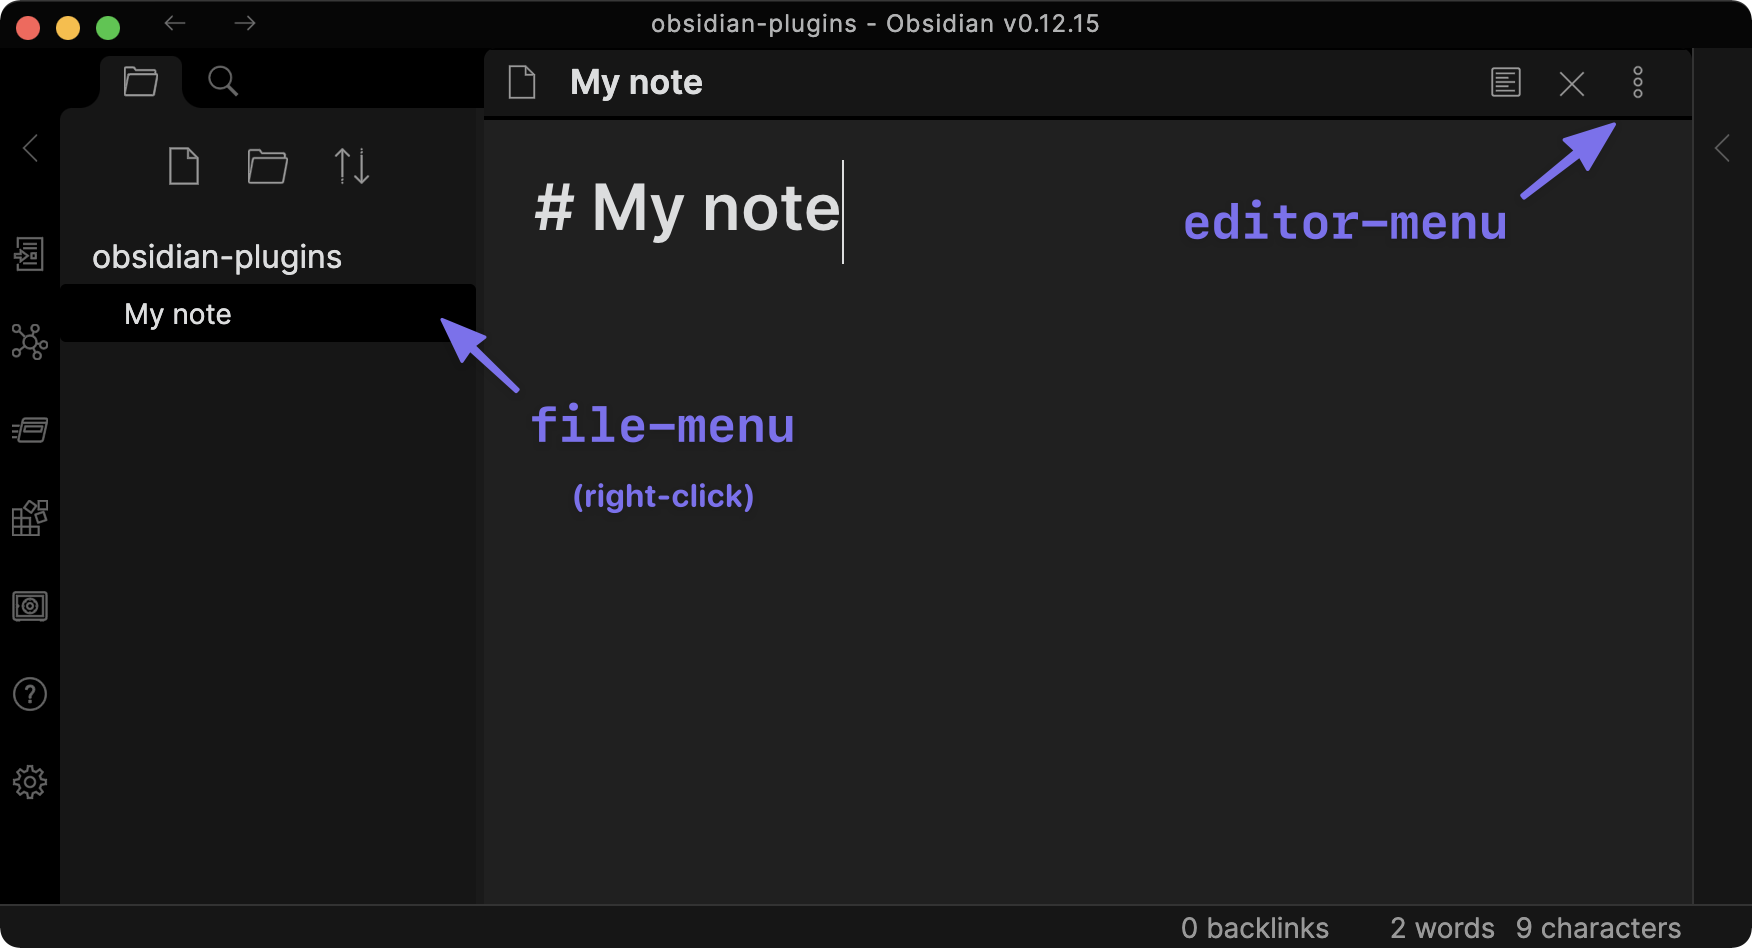 obsidian-plugins - Obsidian v0.12.15
My note
# My note
editor-menu
obsidian-plugins
My note
file-menu
(right-click)
0 backlinks 2 words 9 characters